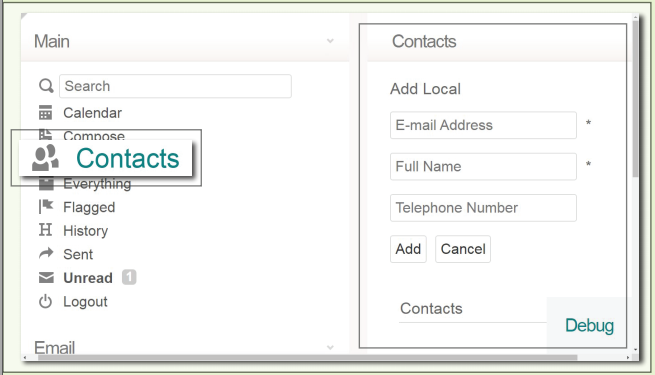 Main
Search
Calendar
Compose
Contacts
Everything
Flagged
History
Sent
Unread 1
Logout
Email
Contacts
Add Local
E-mail Address *
Full Name *
Telephone Number
Add Cancel
Contacts
Debug